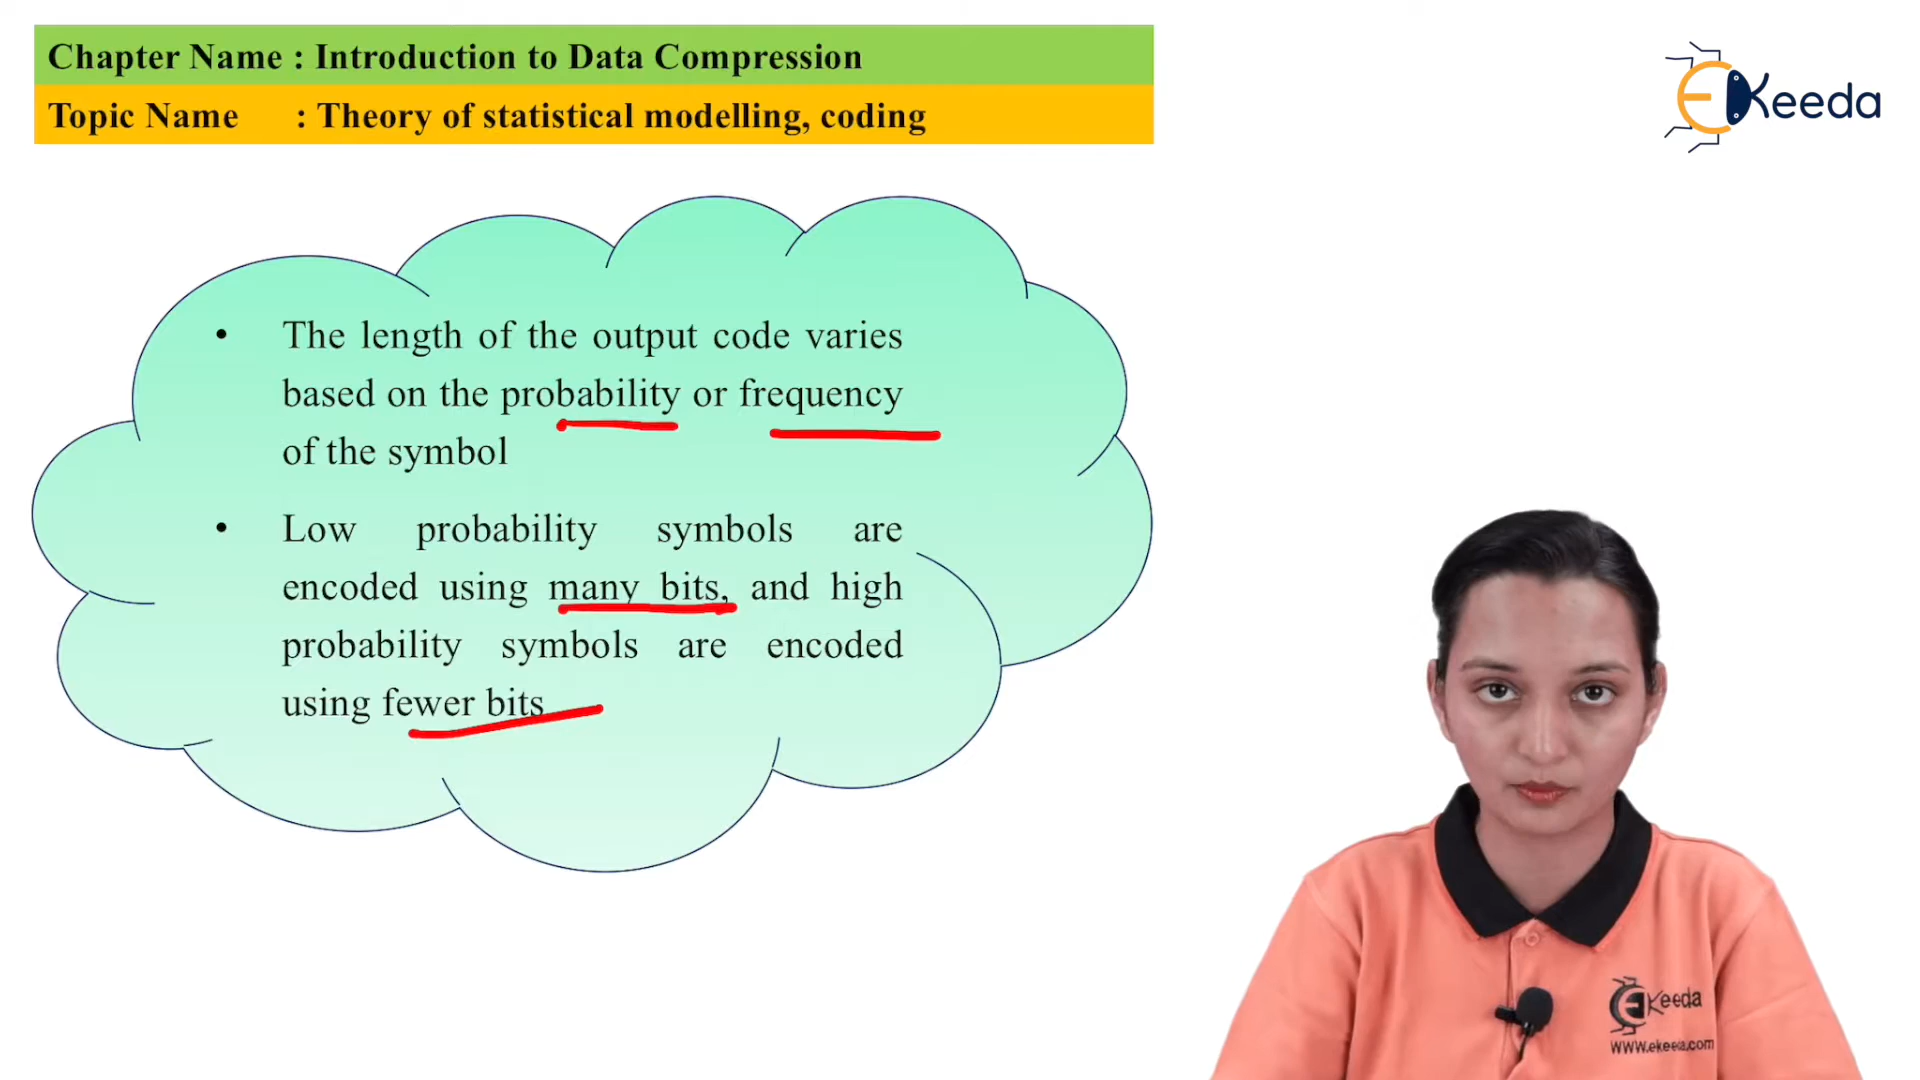 Chapter Name : Introduction to Data Compression
Topic Name : Theory of statistical modelling, coding
EKeeda
• The length of the output code varies
based on the probability or frequency
of the symbol
• Low probability symbols are
encoded using many bits, and high
probability symbols are encoded
using fewer bits
EKeeda
WWW.ekeeda.com